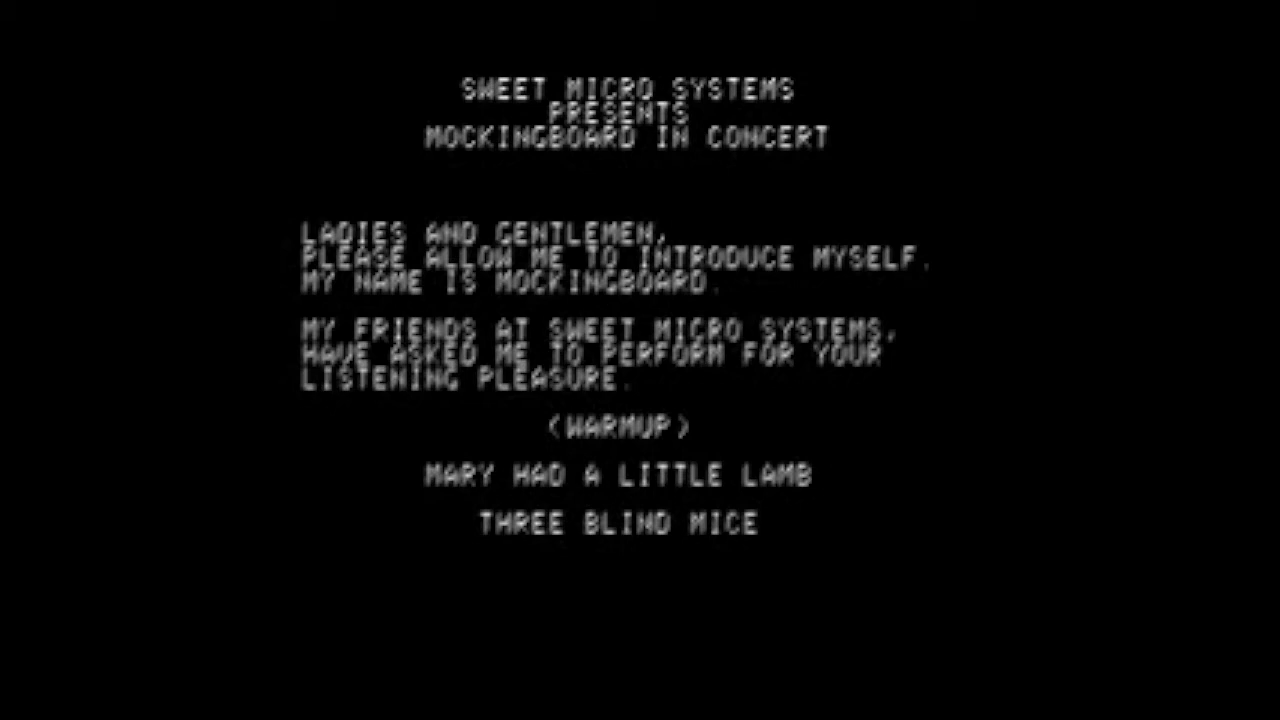 SWEET MICRO SYSTEMS
PRESENTS
MOCKINGBOARD IN CONCERT
LADIES AND GENTLEMEN,
PLEASE ALLOW ME TO INTRODUCE MYSELF.
MY NAME IS MOCKINGBOARD.
MY FRIENDS AT SWEET MICRO SYSTEMS,
HAVE ASKED ME TO PERFORM FOR YOUR
LISTENING PLEASURE.
(WARMUP)
MARY HAD A LITTLE LAMB
THREE BLIND MICE